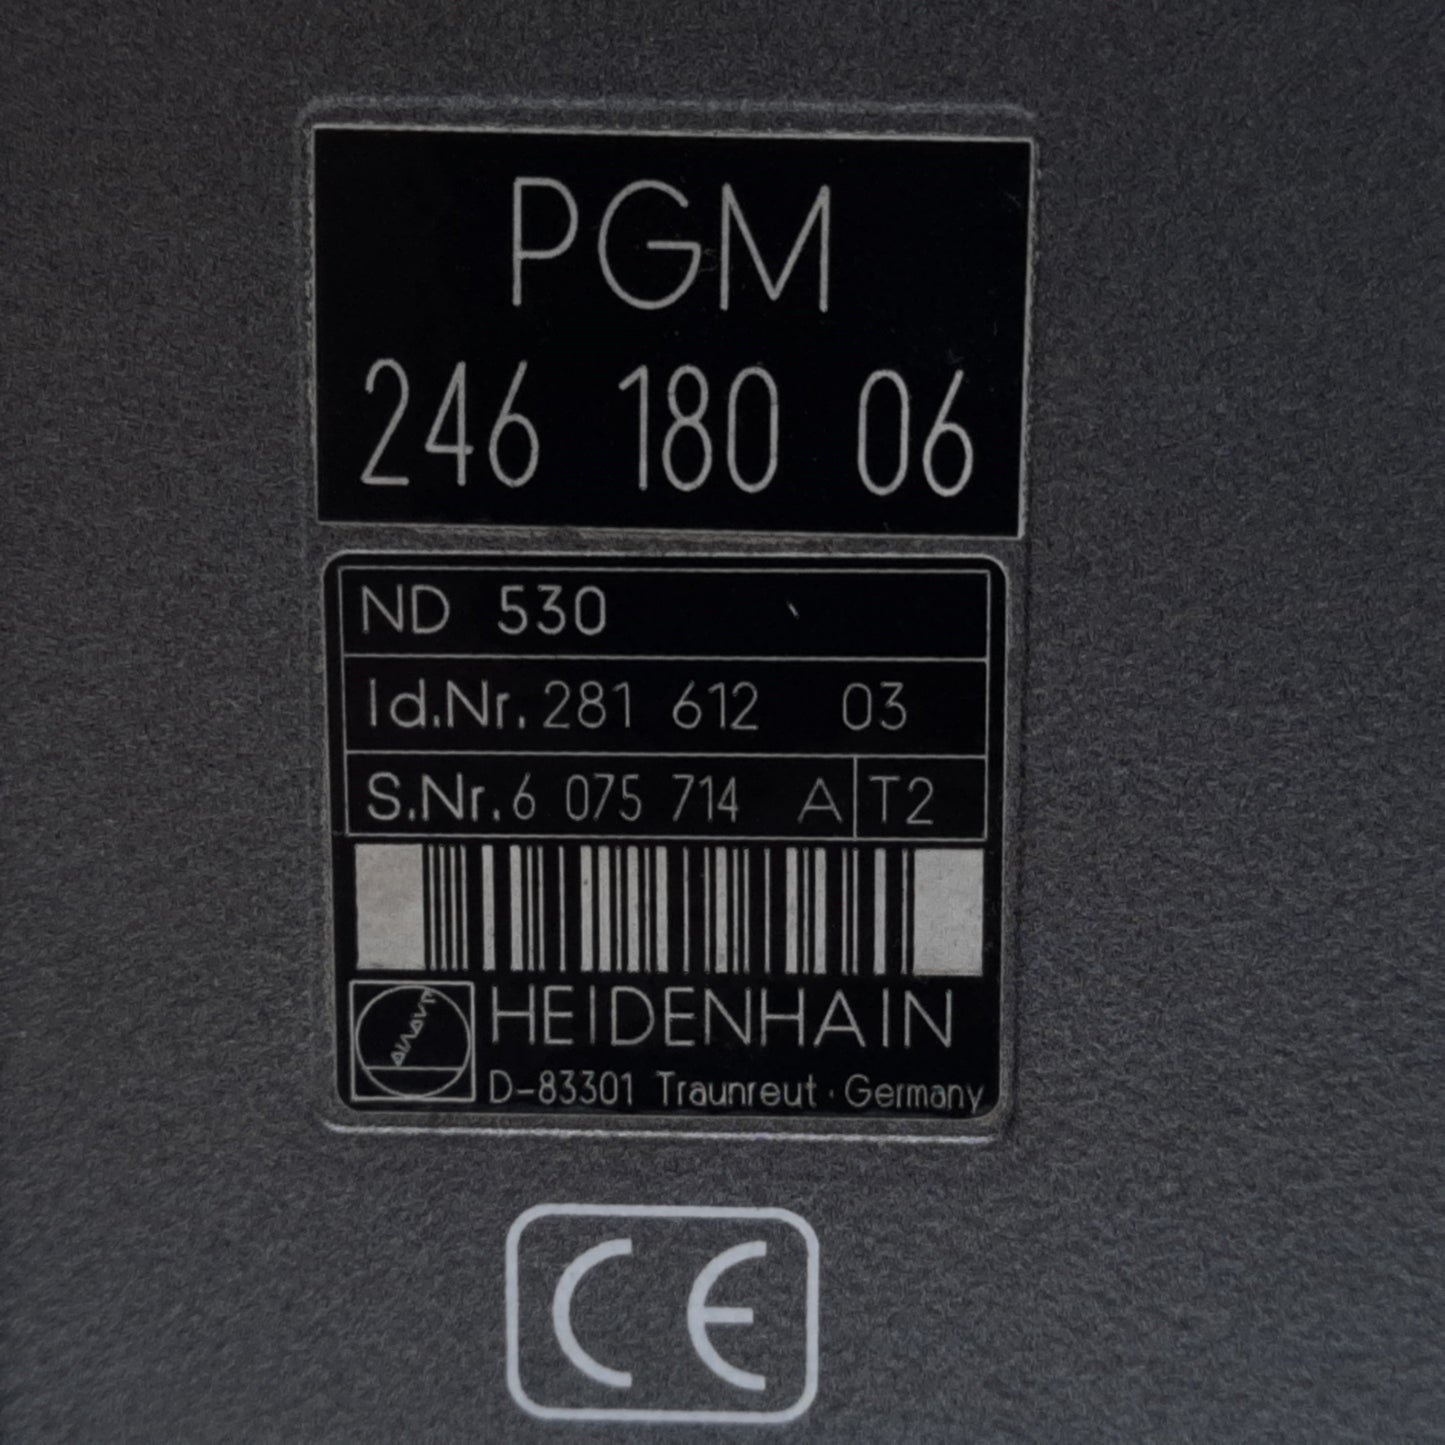 PGM
246 180 06
ND 530
Id.Nr. 281 612 03
S.Nr. 6 075 714 A T2
HEIDENHAIN
D-83301 Traunreut · Germany
CE